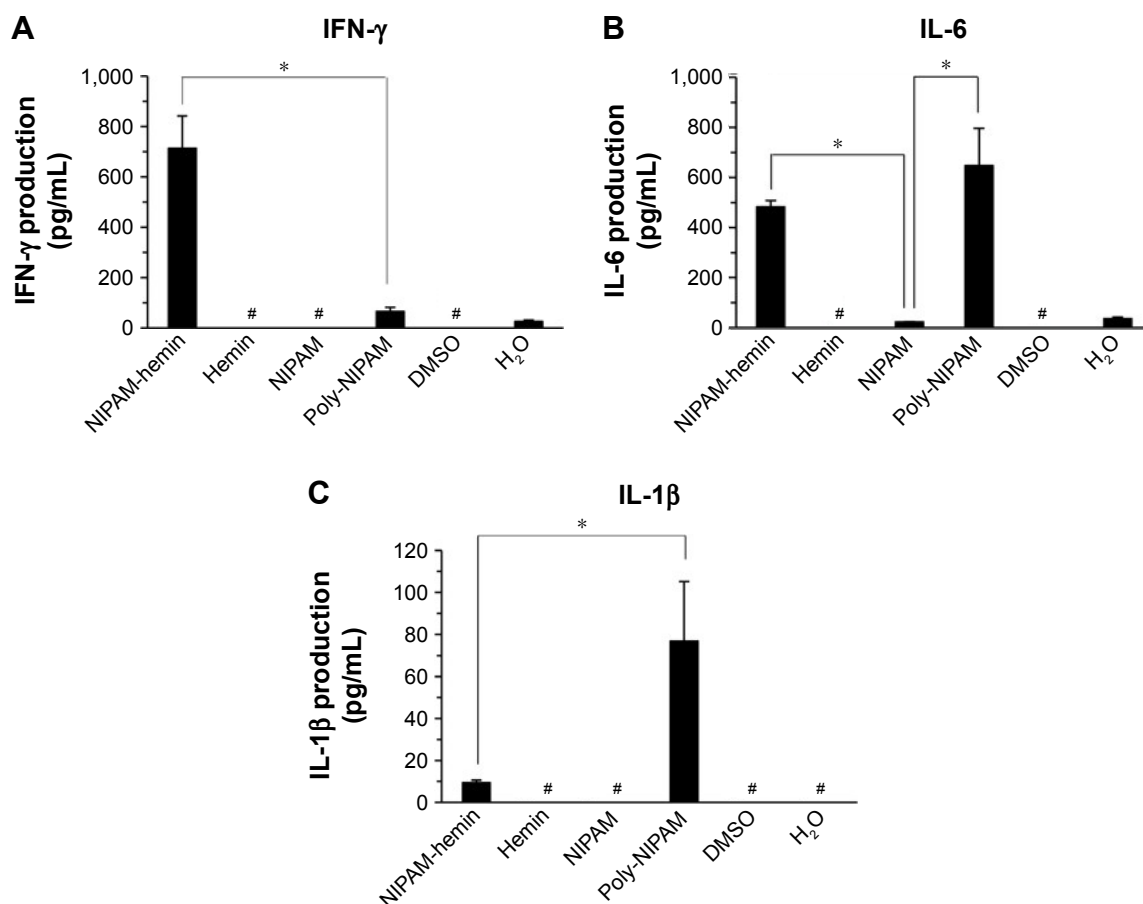 A
IFN-γ
IFN-γ production
(pg/mL)
1,000
800
600
400
200
0
*
#
#
#
NIPAM-hemin
Hemin
NIPAM
Poly-NIPAM
DMSO
H₂O
B
IL-6
IL-6 production
(pg/mL)
1,000
800
600
400
200
0
*
*
#
#
NIPAM-hemin
Hemin
NIPAM
Poly-NIPAM
DMSO
H₂O
C
IL-1β
IL-1β production
(pg/mL)
120
100
80
60
40
20
0
*
#
#
#
#
NIPAM-hemin
Hemin
NIPAM
Poly-NIPAM
DMSO
H₂O